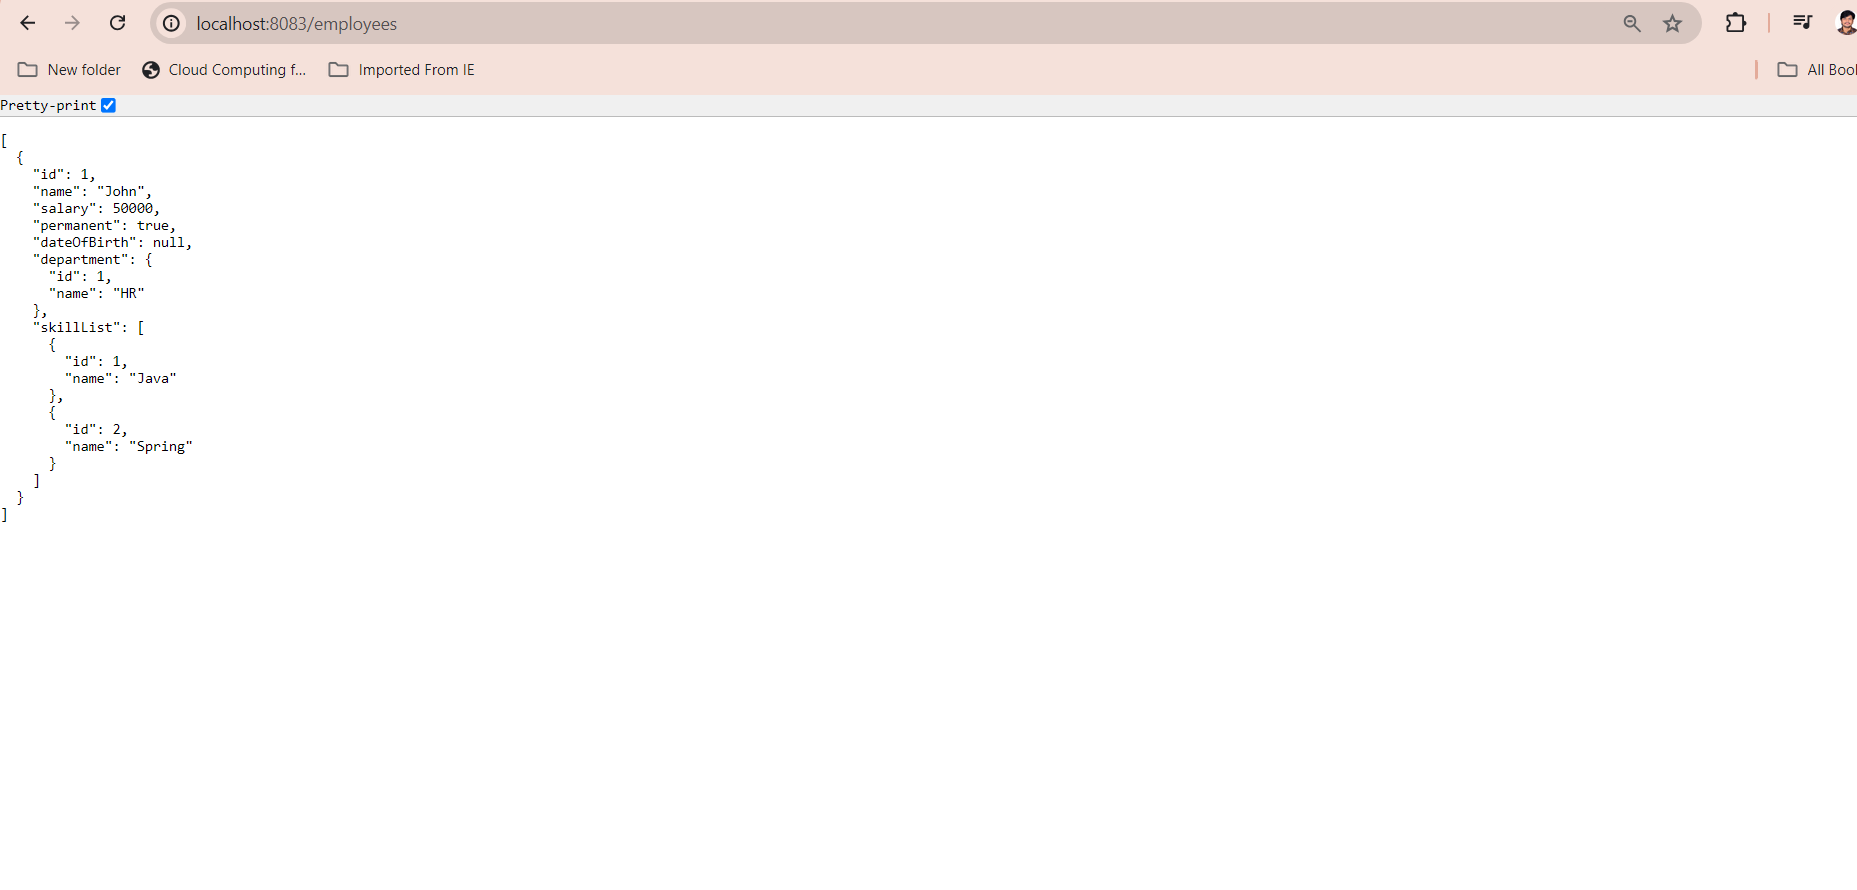 localhost:8083/employees
New folder
Cloud Computing f...
Imported From IE
All Bool
Pretty-print
[
  {
    "id": 1,
    "name": "John",
    "salary": 50000,
    "permanent": true,
    "dateOfBirth": null,
    "department": {
      "id": 1,
      "name": "HR"
    },
    "skillList": [
      {
        "id": 1,
        "name": "Java"
      },
      {
        "id": 2,
        "name": "Spring"
      }
    ]
  }
]